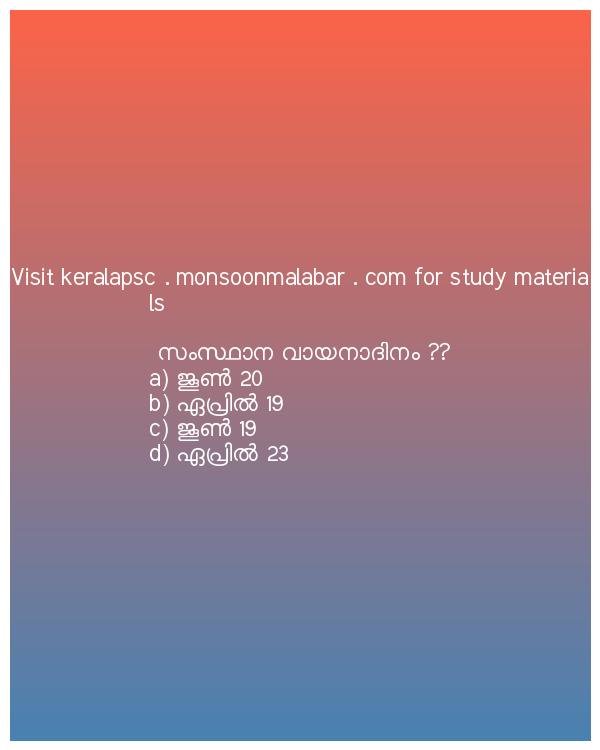 Visit keralapsc . monsoonmalabar . com for study materia
ls
സംസ്ഥാന വായനാദിനം ??
a) ജൂൺ 20
b) ഏപ്രിൽ 19
c) ജൂൺ 19
d) ഏപ്രിൽ 23